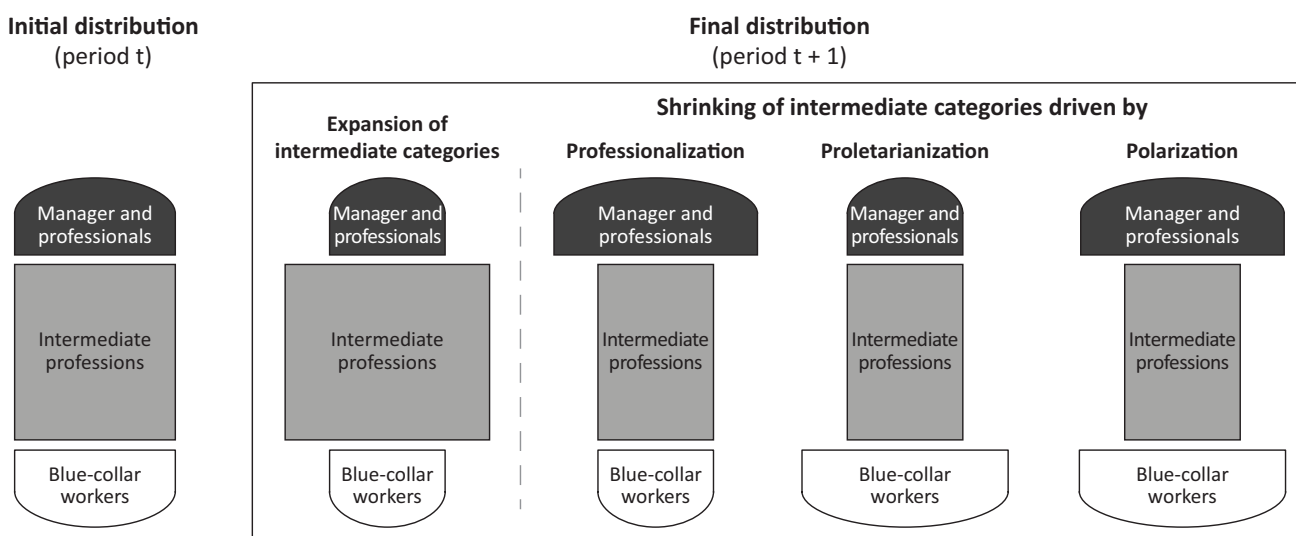 Initial distribution
(period t)
Final distribution
(period t + 1)
Expansion of
intermediate categories
Shrinking of intermediate categories driven by
Professionalization
Proletarianization
Polarization
Manager and
professionals
Manager and
professionals
Manager and
professionals
Manager and
professionals
Manager and
professionals
Intermediate
professions
Intermediate
professions
Intermediate
professions
Intermediate
professions
Intermediate
professions
Blue-collar
workers
Blue-collar
workers
Blue-collar
workers
Blue-collar
workers
Blue-collar
workers